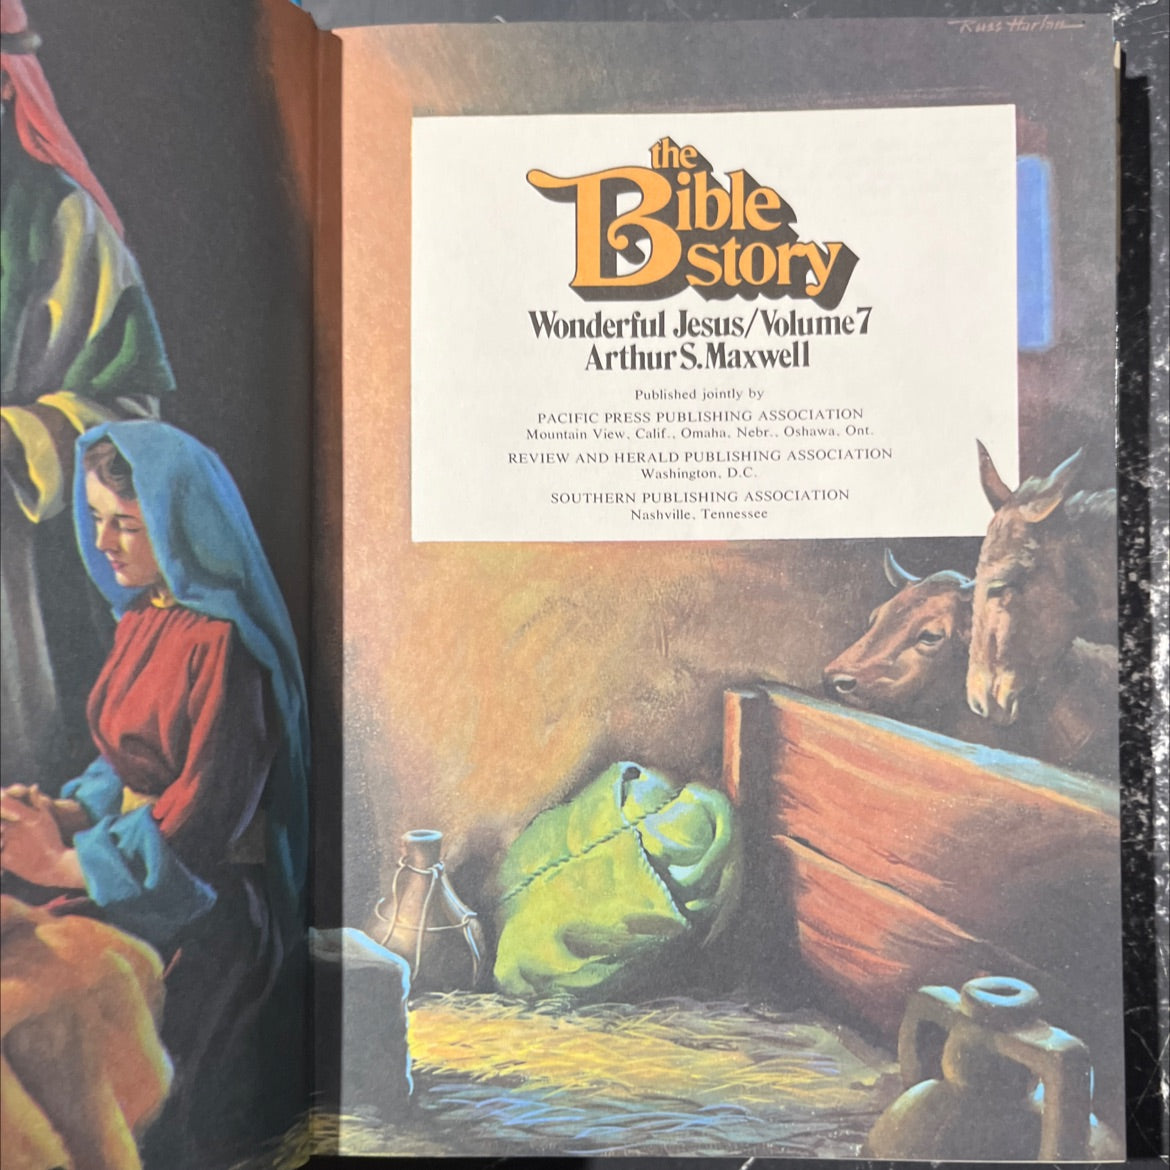 Russ Harlan
the
Bible
story
Wonderful Jesus/Volume 7
Arthur S. Maxwell
Published jointly by
PACIFIC PRESS PUBLISHING ASSOCIATION
Mountain View, Calif., Omaha, Nebr., Oshawa, Ont.
REVIEW AND HERALD PUBLISHING ASSOCIATION
Washington, D.C.
SOUTHERN PUBLISHING ASSOCIATION
Nashville, Tennessee